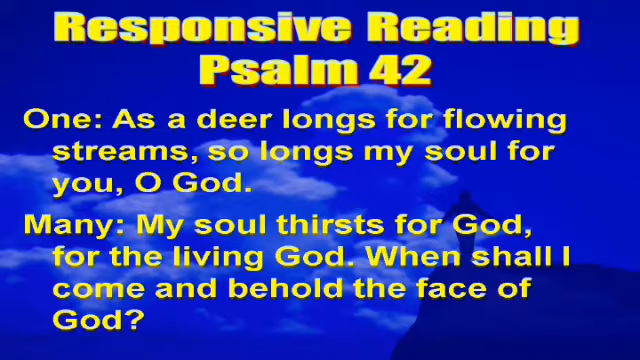 Responsive Reading
Psalm 42
One: As a deer longs for flowing
streams, so longs my soul for
you, O God.
Many: My soul thirsts for God,
for the living God. When shall I
come and behold the face of
God?